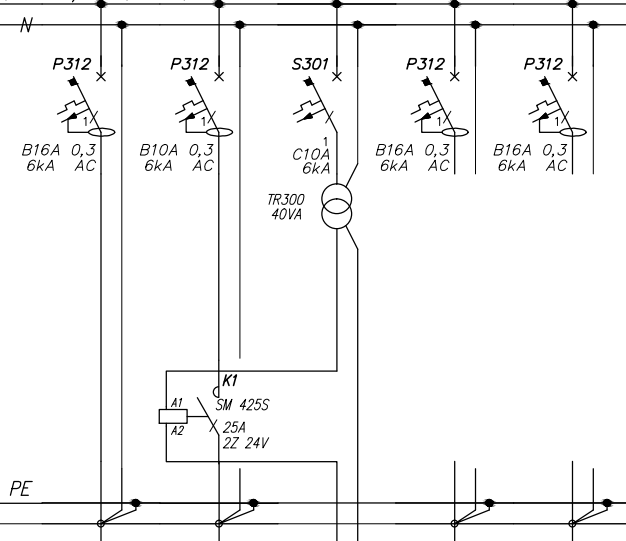 N
P312 P312 S301 P312 P312
1 1 1 1
B16A 0,3 B10A 0,3 1 B16A 0,3 B16A 0,3
6kA AC 6kA AC C10A 6kA AC 6kA AC
6kA
TR300
40VA
K1
A1 SM 425S
A2 25A
2Z 24V
PE